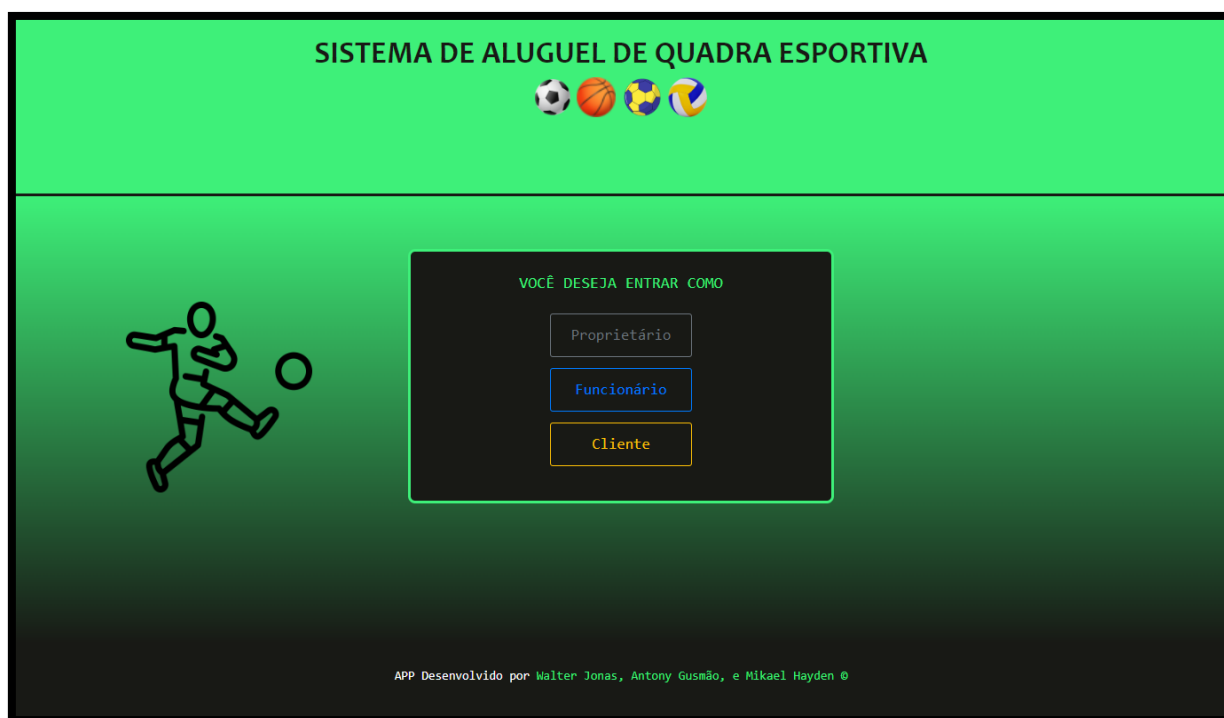 SISTEMA DE ALUGUEL DE QUADRA ESPORTIVA
VOCÊ DESEJA ENTRAR COMO
Proprietário
Funcionário
Cliente
APP Desenvolvido por Walter Jonas, Antony Gusmão, e Mikael Hayden ©